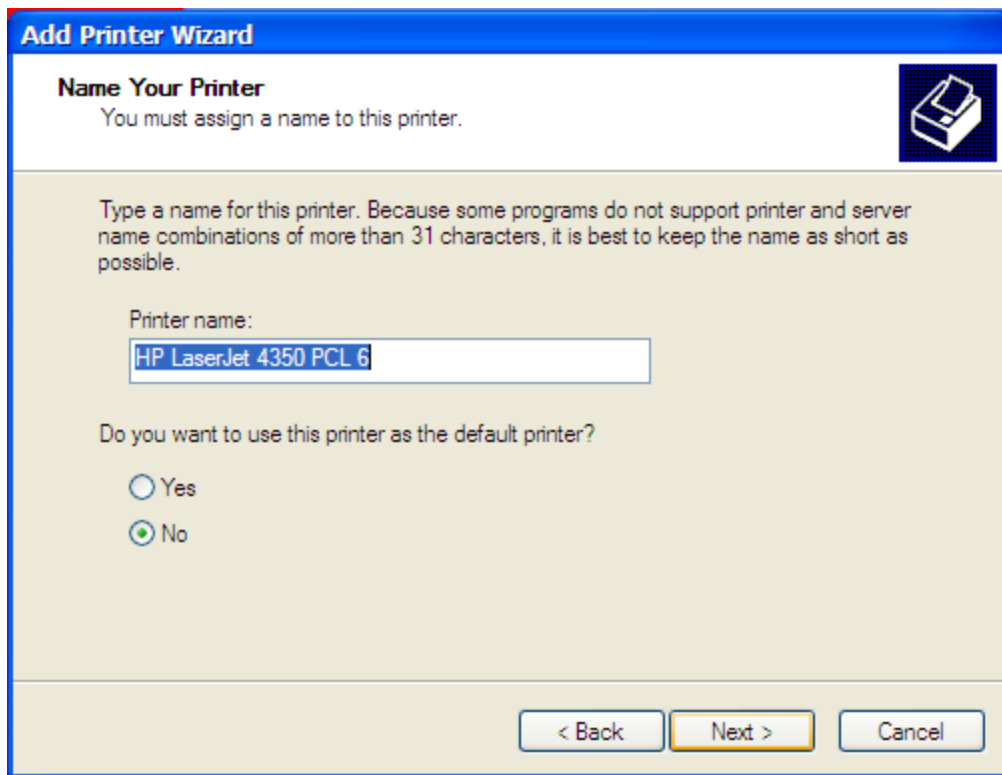 Add Printer Wizard
Name Your Printer
You must assign a name to this printer.
Type a name for this printer. Because some programs do not support printer and server
name combinations of more than 31 characters, it is best to keep the name as short as
possible.
Printer name:
HP LaserJet 4350 PCL 6
Do you want to use this printer as the default printer?
Yes
No
< Back
Next >
Cancel